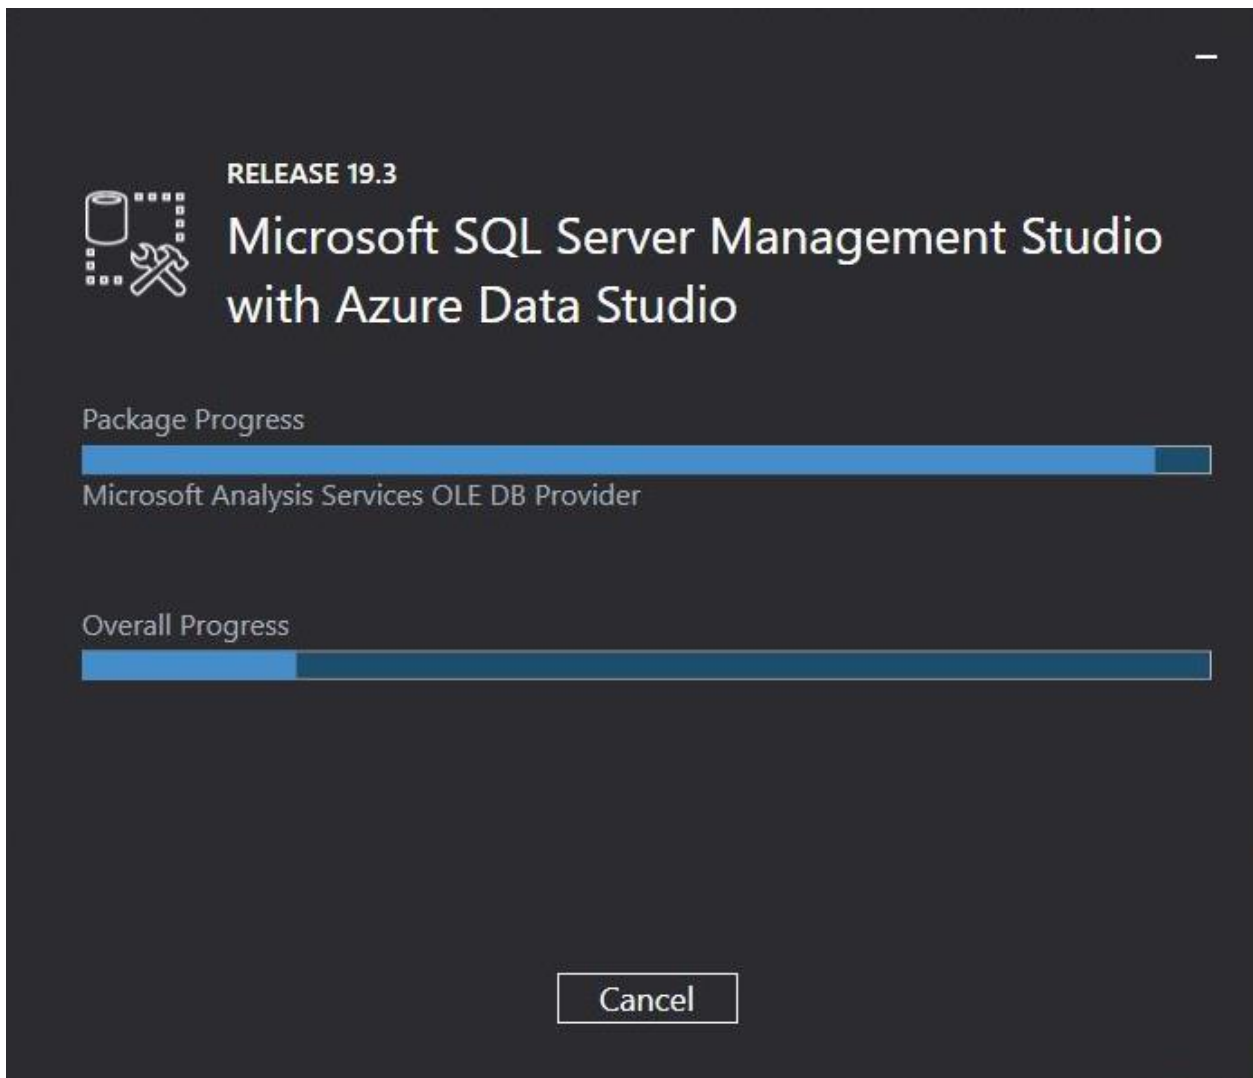 RELEASE 19.3
Microsoft SQL Server Management Studio
with Azure Data Studio
Package Progress
Microsoft Analysis Services OLE DB Provider
Overall Progress
Cancel